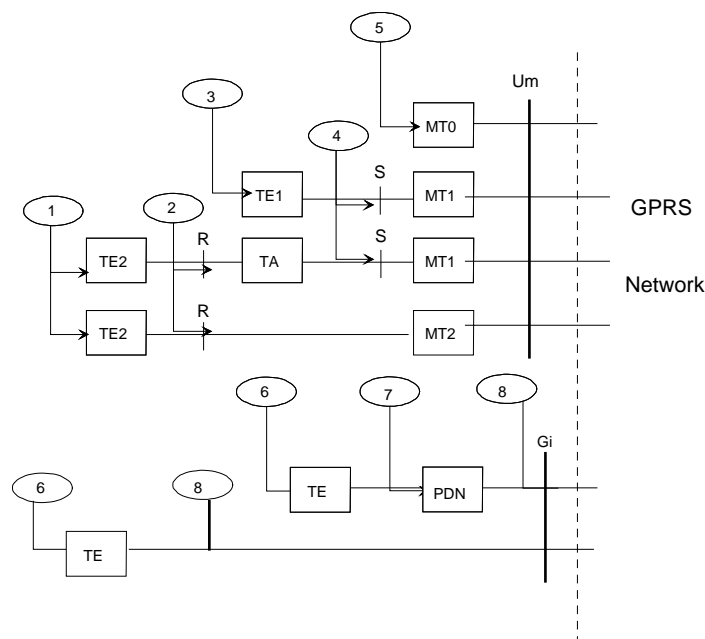 5
Um
3
4
MT0
S
TE1
MT1
GPRS
1
2
R
S
TE2
TA
MT1
Network
R
TE2
MT2
6
7
8
Gi
6
8
TE
PDN
TE